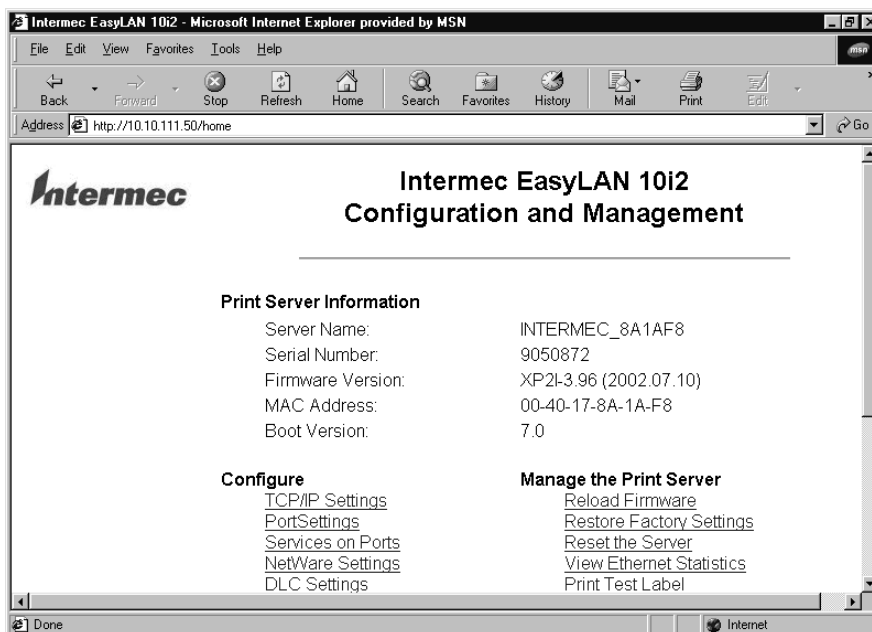 Intermec EasyLAN 10i2 - Microsoft Internet Explorer provided by MSN
File Edit View Favorites Tools Help
msn
Back Forward Stop Refresh Home Search Favorites History Mail Print Edit
Address http://10.10.111.50/home Go
Intermec
Intermec EasyLAN 10i2
Configuration and Management
Print Server Information
Server Name: INTERMEC_8A1AF8
Serial Number: 9050872
Firmware Version: XP2I-3.96 (2002.07.10)
MAC Address: 00-40-17-8A-1A-F8
Boot Version: 7.0
Configure Manage the Print Server
TCP/IP Settings Reload Firmware
PortSettings Restore Factory Settings
Services on Ports Reset the Server
NetWare Settings View Ethernet Statistics
DLC Settings Print Test Label
Done Internet